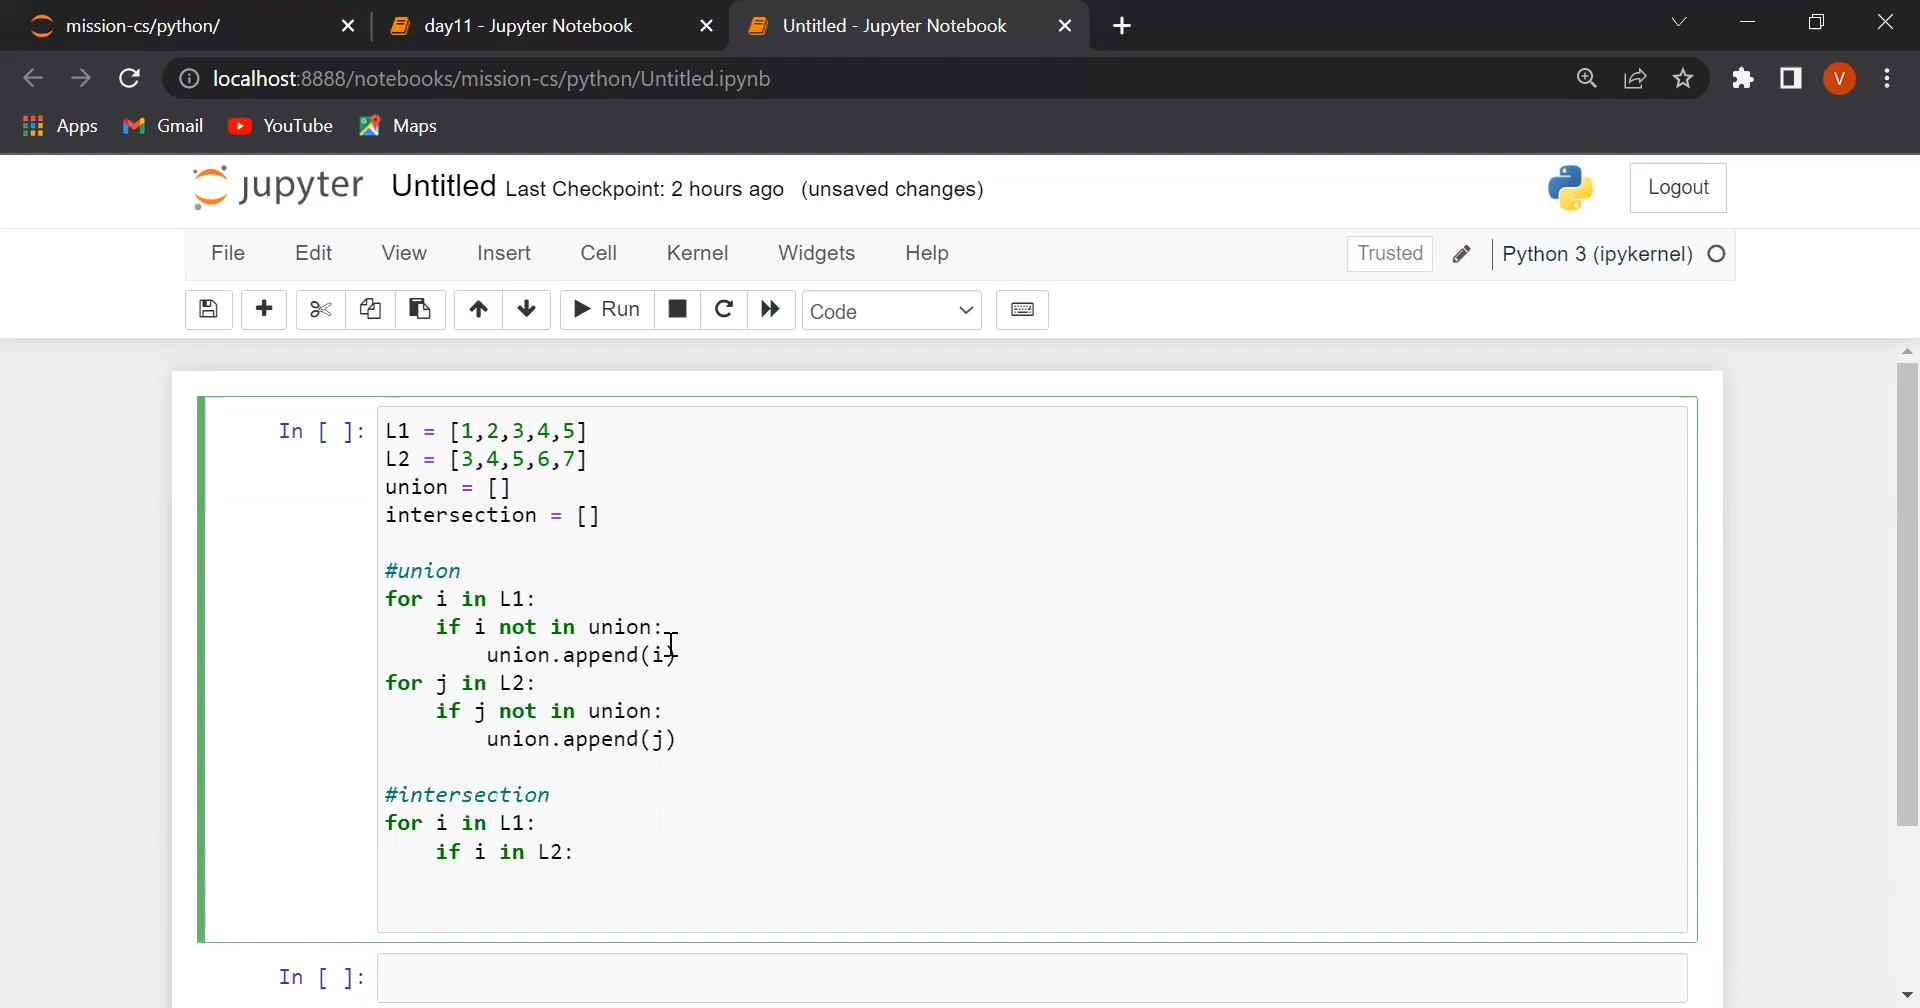 mission-cs/python/
day11 - Jupyter Notebook
Untitled - Jupyter Notebook
localhost:8888/notebooks/mission-cs/python/Untitled.ipynb
V
Apps
Gmail
YouTube
Maps
jupyter Untitled Last Checkpoint: 2 hours ago (unsaved changes)
Logout
File Edit View Insert Cell Kernel Widgets Help
Trusted
Python 3 (ipykernel)
Run
Code
In [ ]:
L1 = [1,2,3,4,5]
L2 = [3,4,5,6,7]
union = []
intersection = []
#union
for i in L1:
    if i not in union:
        union.append(i)
for j in L2:
    if j not in union:
        union.append(j)
#intersection
for i in L1:
    if i in L2:
In [ ]: